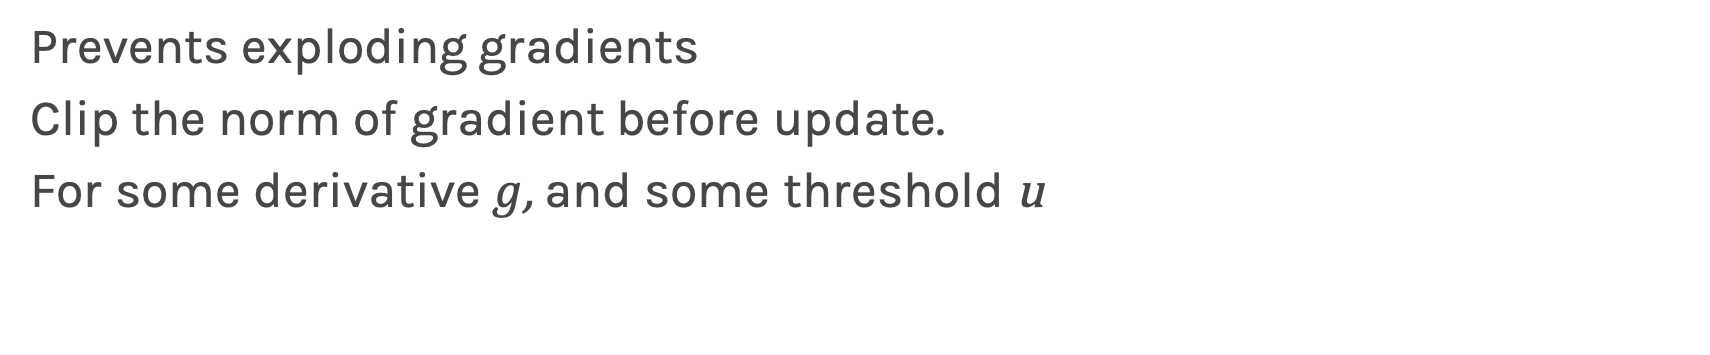 Prevents exploding gradients
Clip the norm of gradient before update.
For some derivative g, and some threshold u